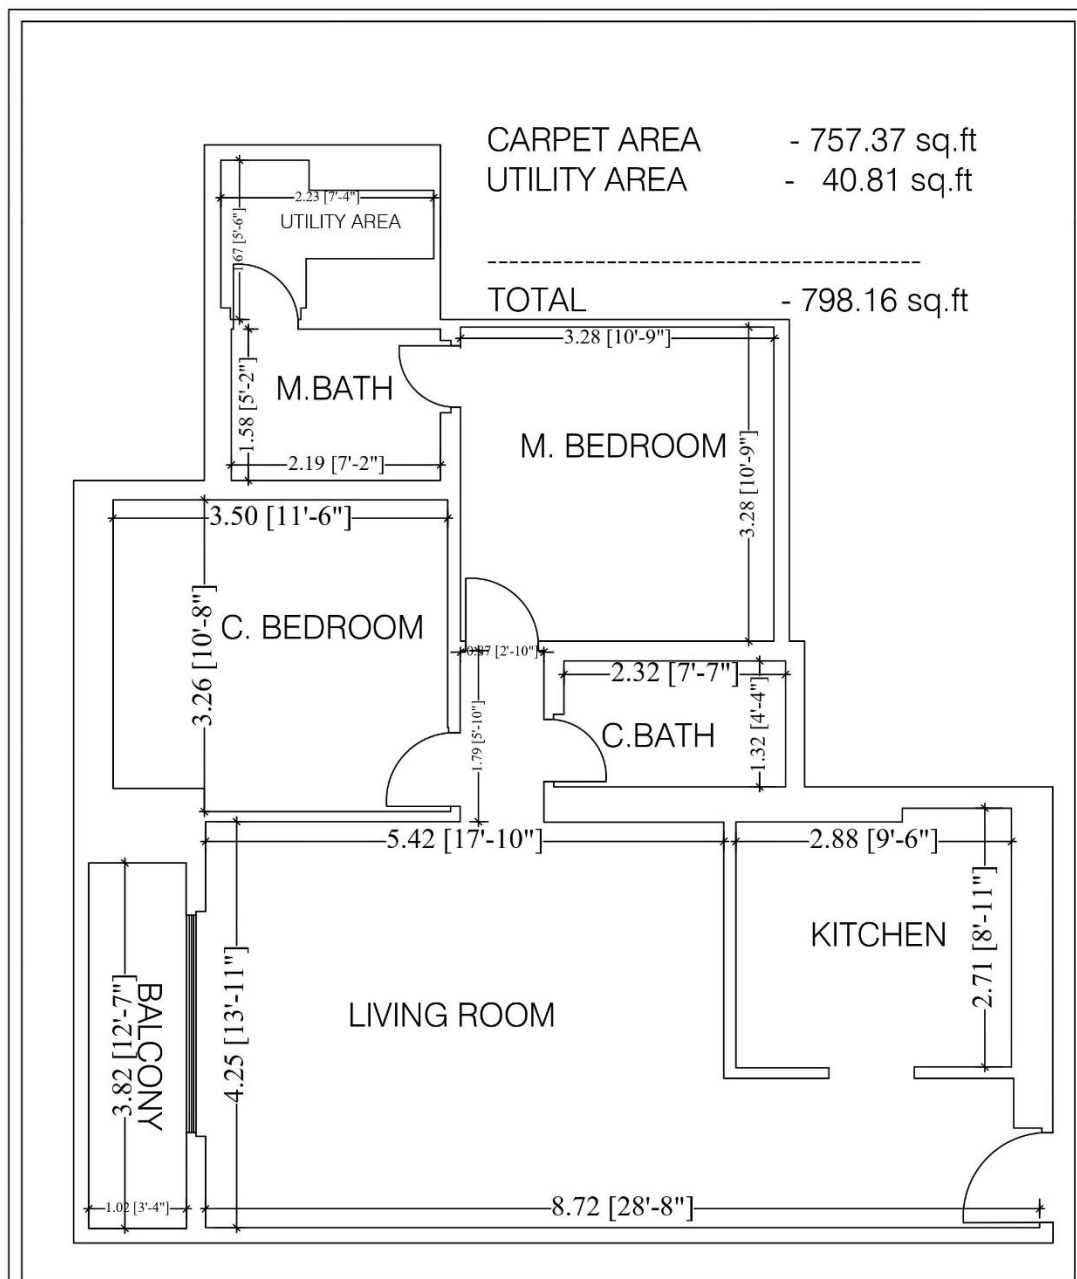 CARPET AREA - 757.37 sq.ft
UTILITY AREA - 40.81 sq.ft
----------------------------------------
TOTAL - 798.16 sq.ft
2.23 [7'-4"]
UTILITY AREA
1.67 [5'-6"]
3.28 [10'-9"]
M.BATH
1.58 [5'-2"]
2.19 [7'-2"]
M. BEDROOM
3.28 [10'-9"]
3.50 [11'-6"]
C. BEDROOM
3.26 [10'-8"]
[2'-10"]
1.79 [5'-10"]
2.32 [7'-7"]
C.BATH
1.32 [4'-4"]
5.42 [17'-10"]
2.88 [9'-6"]
KITCHEN
2.71 [8'-11"]
LIVING ROOM
4.25 [13'-11"]
BALCONY
3.82 [12'-7"]
1.02 [3'-4"]
8.72 [28'-8"]